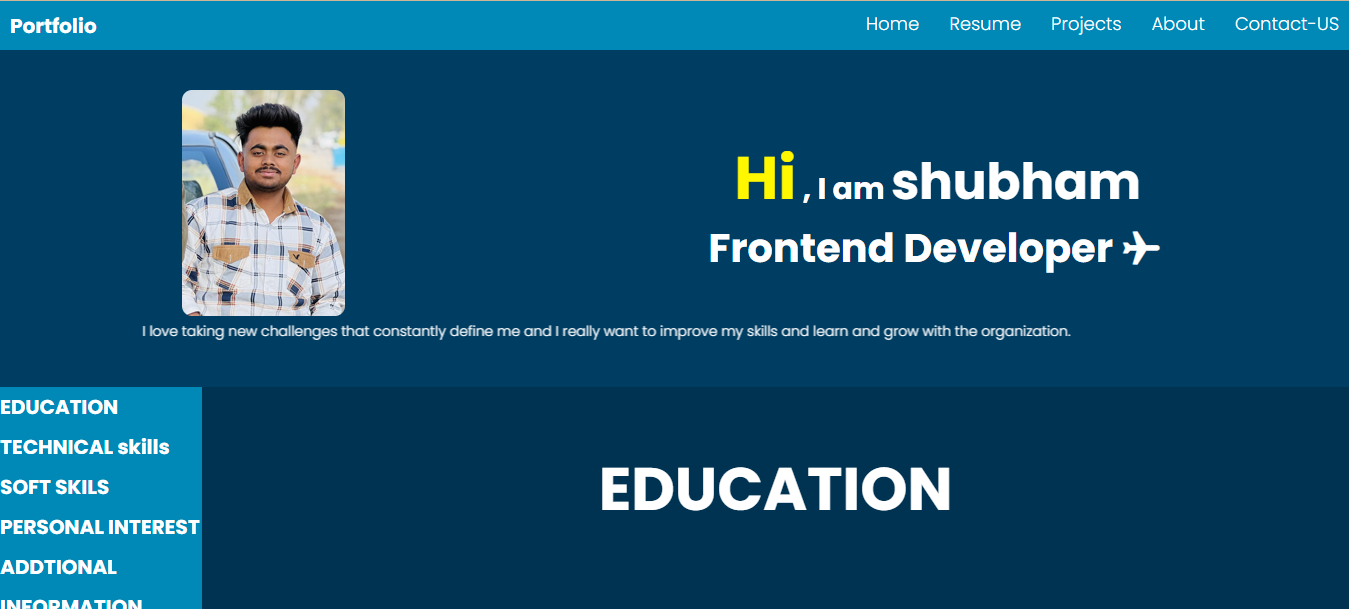 Portfolio Home Resume Projects About Contact-US
Hi , I am shubham
Frontend Developer
I love taking new challenges that constantly define me and I really want to improve my skills and learn and grow with the organization.
EDUCATION
TECHNICAL skills
SOFT SKILS
PERSONAL INTEREST
ADDTIONAL
INFORMATION
EDUCATION